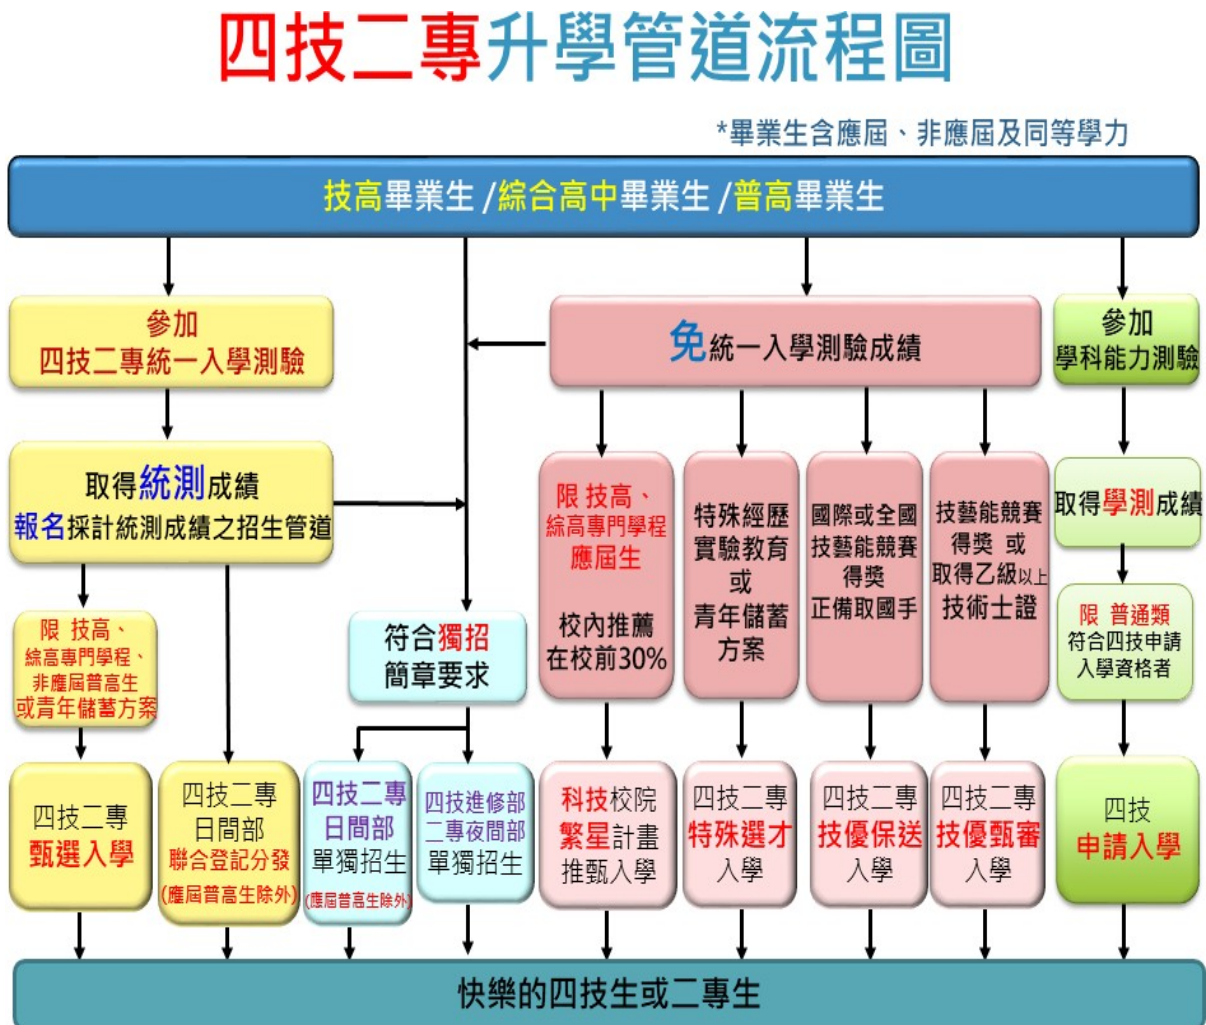 四技二專升學管道流程圖
*畢業生含應屆、非應屆及同等學力
技高畢業生 /綜合高中畢業生 /普高畢業生
參加
四技二專統一入學測驗
免統一入學測驗成績
參加
學科能力測驗
取得統測成績
報名採計統測成績之招生管道
限 技高、
綜高專門學程
應屆生
校內推薦
在校前30%
特殊經歷
實驗教育
或
青年儲蓄
方案
國際或全國
技藝能競賽
得獎
正備取國手
技藝能競賽
得獎 或
取得乙級以上
技術士證
取得學測成績
限 技高、
綜高專門學程、
非應屆普高生
或青年儲蓄方案
符合獨招
簡章要求
限 普通類
符合四技申請
入學資格者
四技二專
甄選入學
四技二專
日間部
聯合登記分發
(應屆普高生除外)
四技二專
日間部
單獨招生
(應屆普高生除外)
四技進修部
二專夜間部
單獨招生
科技校院
繁星計畫
推甄入學
四技二專
特殊選才
入學
四技二專
技優保送
入學
四技二專
技優甄審
入學
四技
申請入學
快樂的四技生或二專生